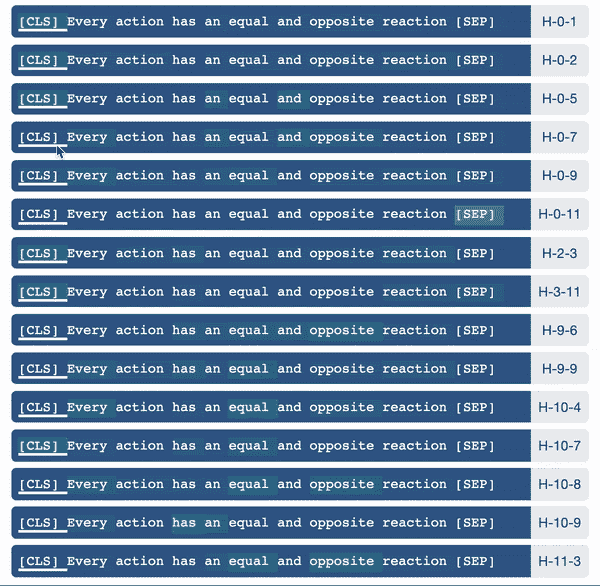 [CLS] Every action has an equal and opposite reaction [SEP] H-0-1
[CLS] Every action has an equal and opposite reaction [SEP] H-0-2
[CLS] Every action has an equal and opposite reaction [SEP] H-0-5
[CLS] Every action has an equal and opposite reaction [SEP] H-0-7
[CLS] Every action has an equal and opposite reaction [SEP] H-0-9
[CLS] Every action has an equal and opposite reaction [SEP] H-0-11
[CLS] Every action has an equal and opposite reaction [SEP] H-2-3
[CLS] Every action has an equal and opposite reaction [SEP] H-3-11
[CLS] Every action has an equal and opposite reaction [SEP] H-9-6
[CLS] Every action has an equal and opposite reaction [SEP] H-9-9
[CLS] Every action has an equal and opposite reaction [SEP] H-10-4
[CLS] Every action has an equal and opposite reaction [SEP] H-10-7
[CLS] Every action has an equal and opposite reaction [SEP] H-10-8
[CLS] Every action has an equal and opposite reaction [SEP] H-10-9
[CLS] Every action has an equal and opposite reaction [SEP] H-11-3